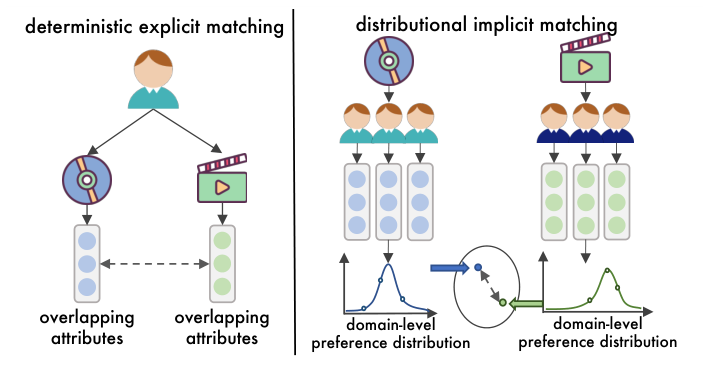 deterministic explicit matching
overlapping
attributes
overlapping
attributes
distributional implicit matching
domain-level
preference distribution
domain-level
preference distribution